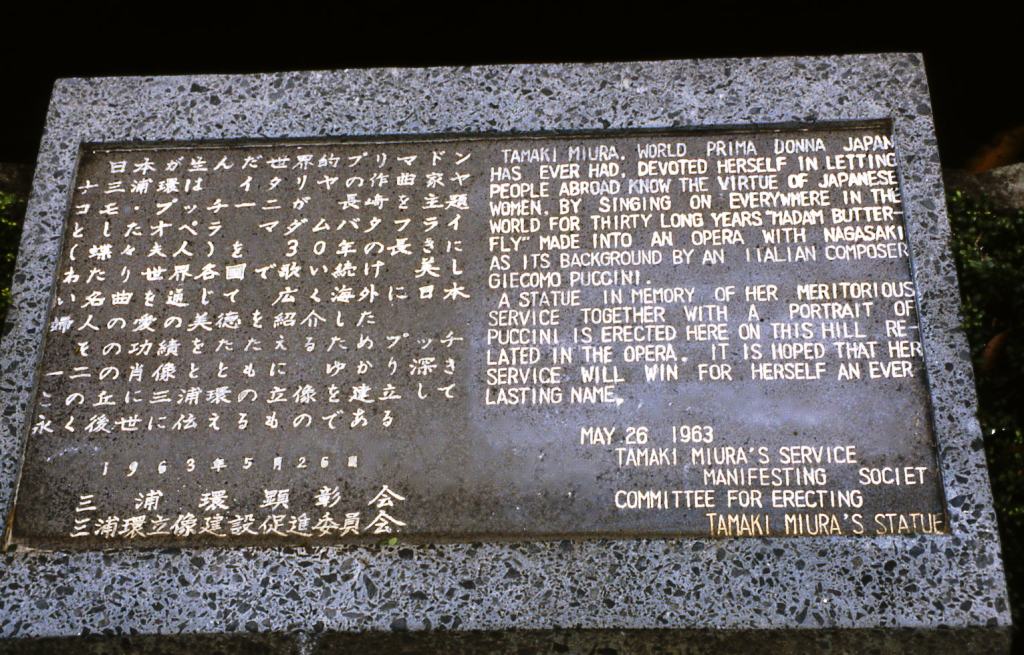 日本が生んだ世界的プリマドン
ナ三浦環は イタリヤの作曲家ヤ
コモ・プッチーニが 長崎を主題
としたオペラ マダムバタフライ
(蝶々夫人)を 30年の長きに
わたり世界各國で歌い続け 美し
い名曲を通じて 広く海外に日本
婦人の愛の美徳を紹介した
その功績をたたえるためプッチ
ーニの肖像とともに ゆかり深き
この丘に三浦環の立像を建立して
永く後世に伝えるものである
1963年5月26日
三浦環顕彰会
三浦環立像建設促進委員会
TAMAKI MIURA, WORLD PRIMA DONNA JAPAN
HAS EVER HAD, DEVOTED HERSELF IN LETTING
PEOPLE ABROAD KNOW THE VIRTUE OF JAPANESE
WOMEN, BY SINGING ON EVERYWHERE IN THE
WORLD FOR THIRTY LONG YEARS "MADAM BUTTER-
FLY" MADE INTO AN OPERA WITH NAGASAKI
AS ITS BACKGROUND BY AN ITALIAN COMPOSER
GIECOMO PUCCINI.
A STATUE IN MEMORY OF HER MERITORIOUS
SERVICE TOGETHER WITH A PORTRAIT OF
PUCCINI IS ERECTED HERE ON THIS HILL RE-
LATED IN THE OPERA. IT IS HOPED THAT HER
SERVICE WILL WIN FOR HERSELF AN EVER
LASTING NAME.
MAY 26 1963
TAMAKI MIURA'S SERVICE
MANIFESTING SOCIET
COMMITTEE FOR ERECTING
TAMAKI MIURA'S STATUE